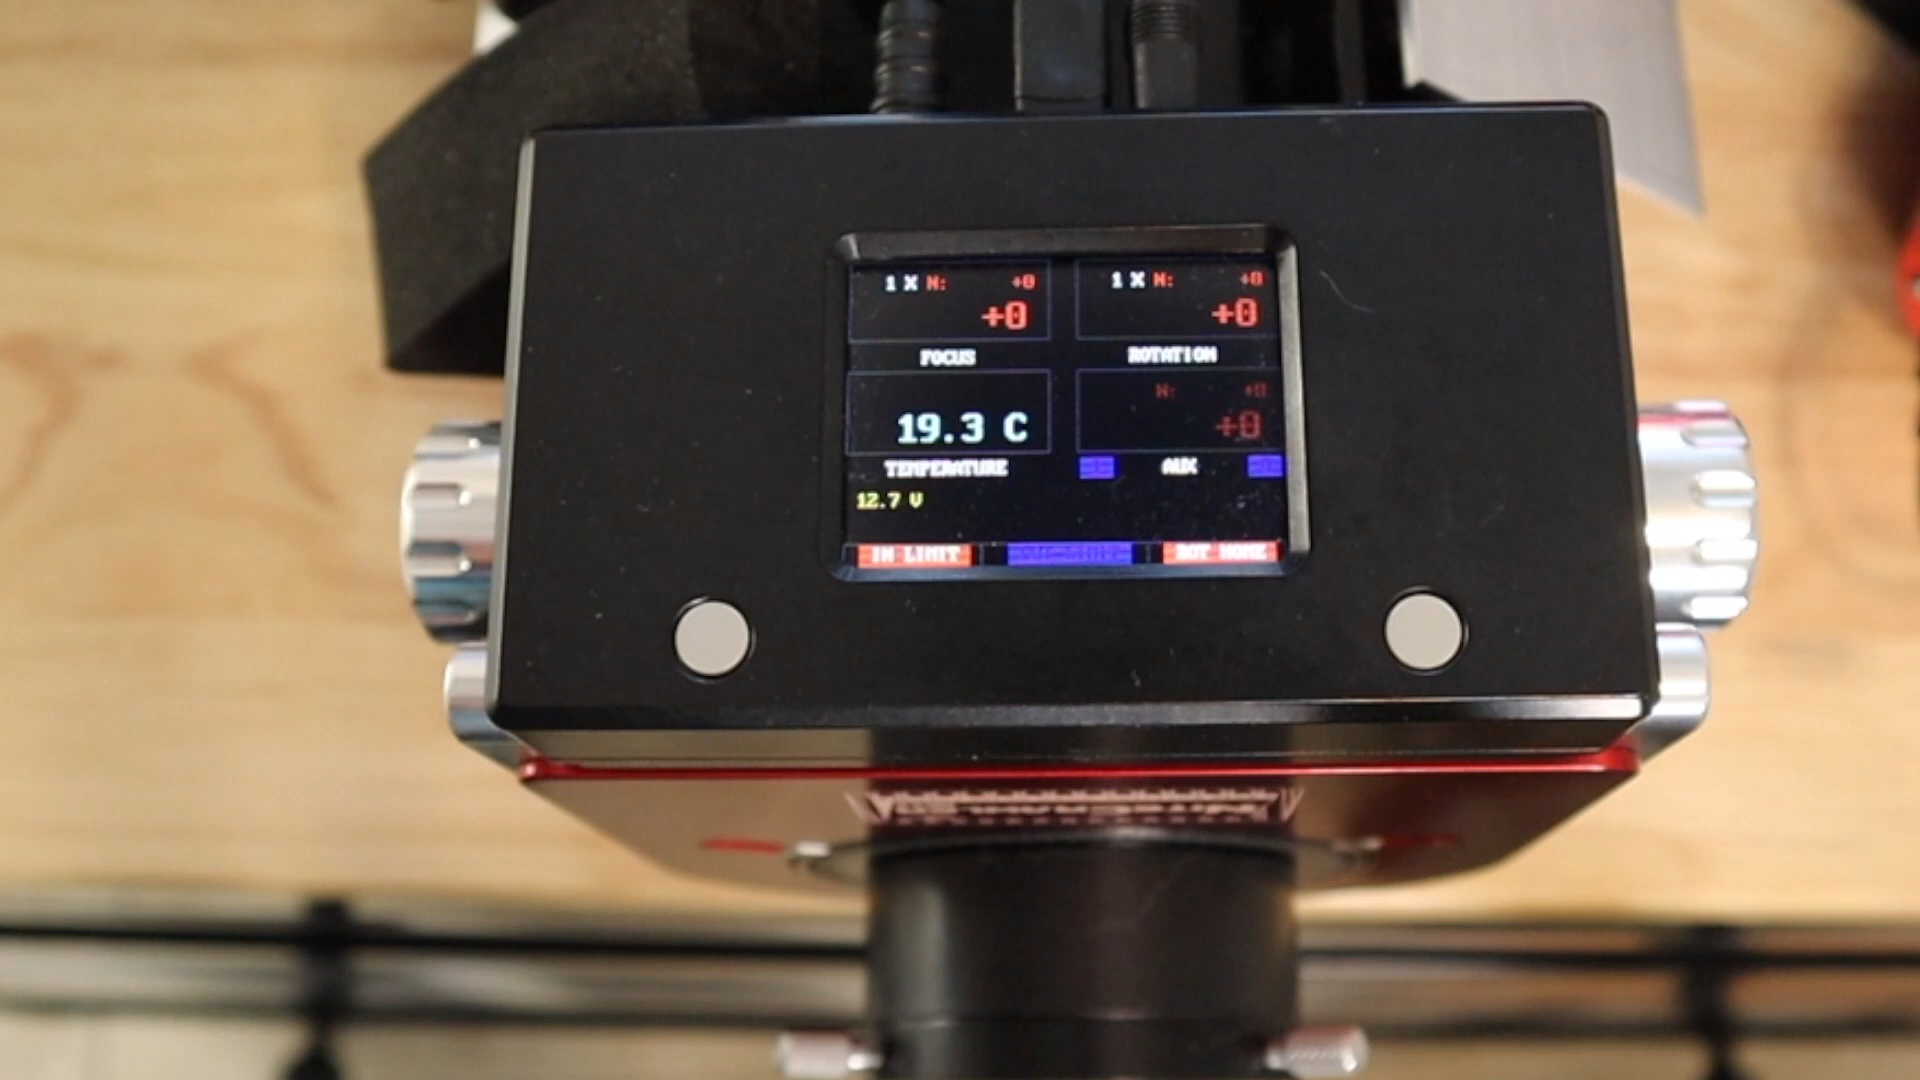 1 X N: +0
+0
FOCUS
1 X N: +0
+0
ROTATION
19.3 C
TEMPERATURE
N: +0
+0
AUX
12.7 V
IN LIMIT
ROT HOME